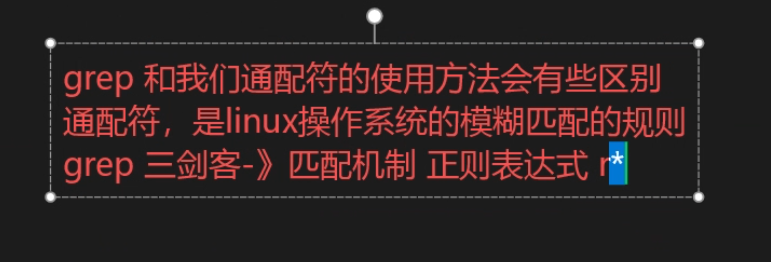 grep 和我们通配符的使用方法会有些区别
通配符，是linux操作系统的模糊匹配的规则
grep 三剑客-》匹配机制 正则表达式 r*